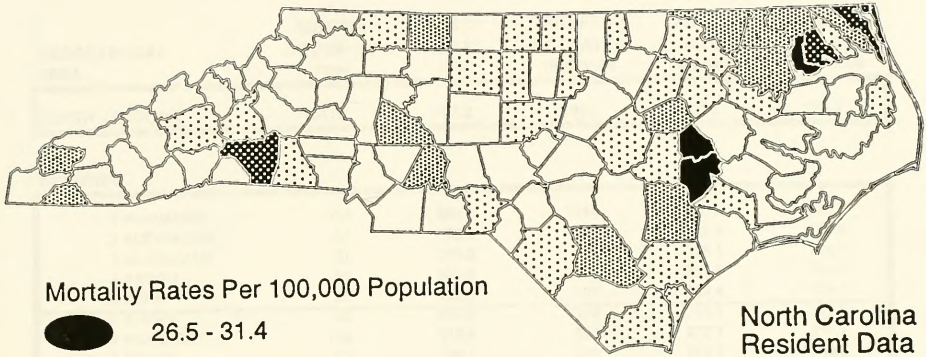 Mortality Rates Per 100,000 Population
26.5 - 31.4
North Carolina
Resident Data